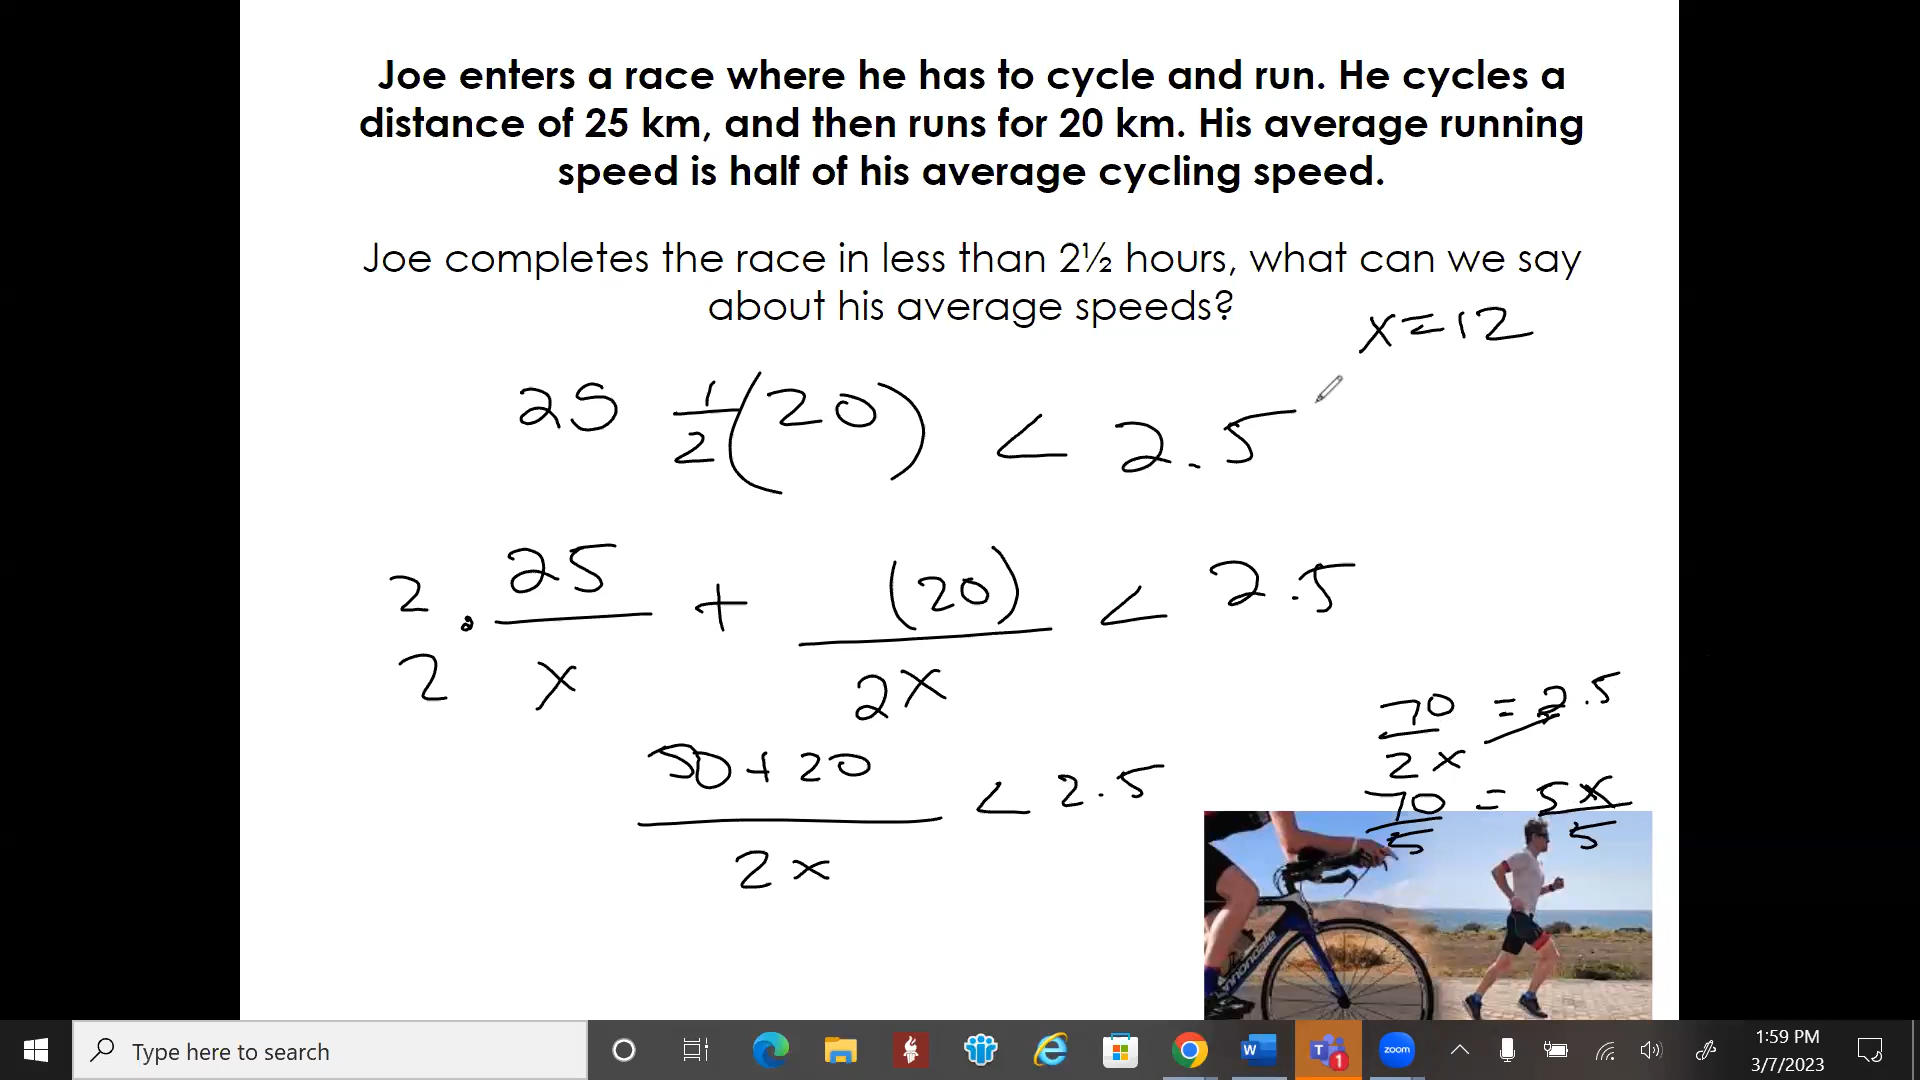 Joe enters a race where he has to cycle and run. He cycles a
distance of 25 km, and then runs for 20 km. His average running
speed is half of his average cycling speed.
Joe completes the race in less than 2½ hours, what can we say
about his average speeds?
x=12
25 1/2 (20) < 2.5
2/2 · 25/x + (20)/2x < 2.5
70/2x = 2.5
50+20/2x < 2.5
70/5 = 5x/5
cannondale
Type here to search
W
T 1
zoom
1:59 PM
3/7/2023